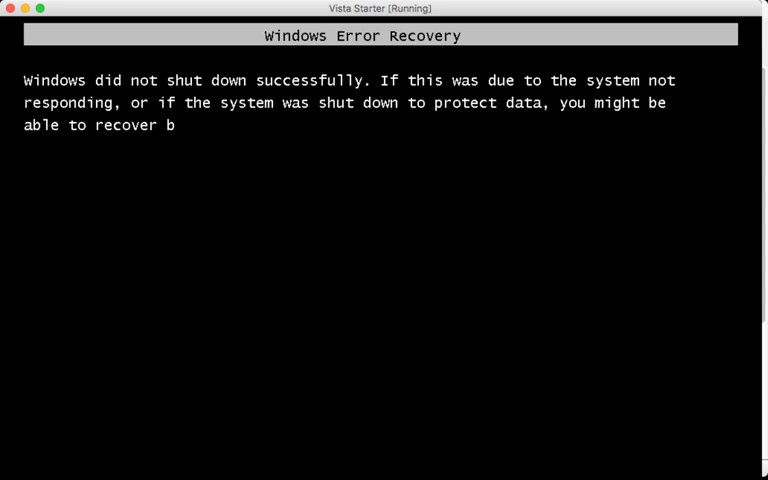 Vista Starter [Running]
Windows Error Recovery
Windows did not shut down successfully. If this was due to the system not
responding, or if the system was shut down to protect data, you might be
able to recover b